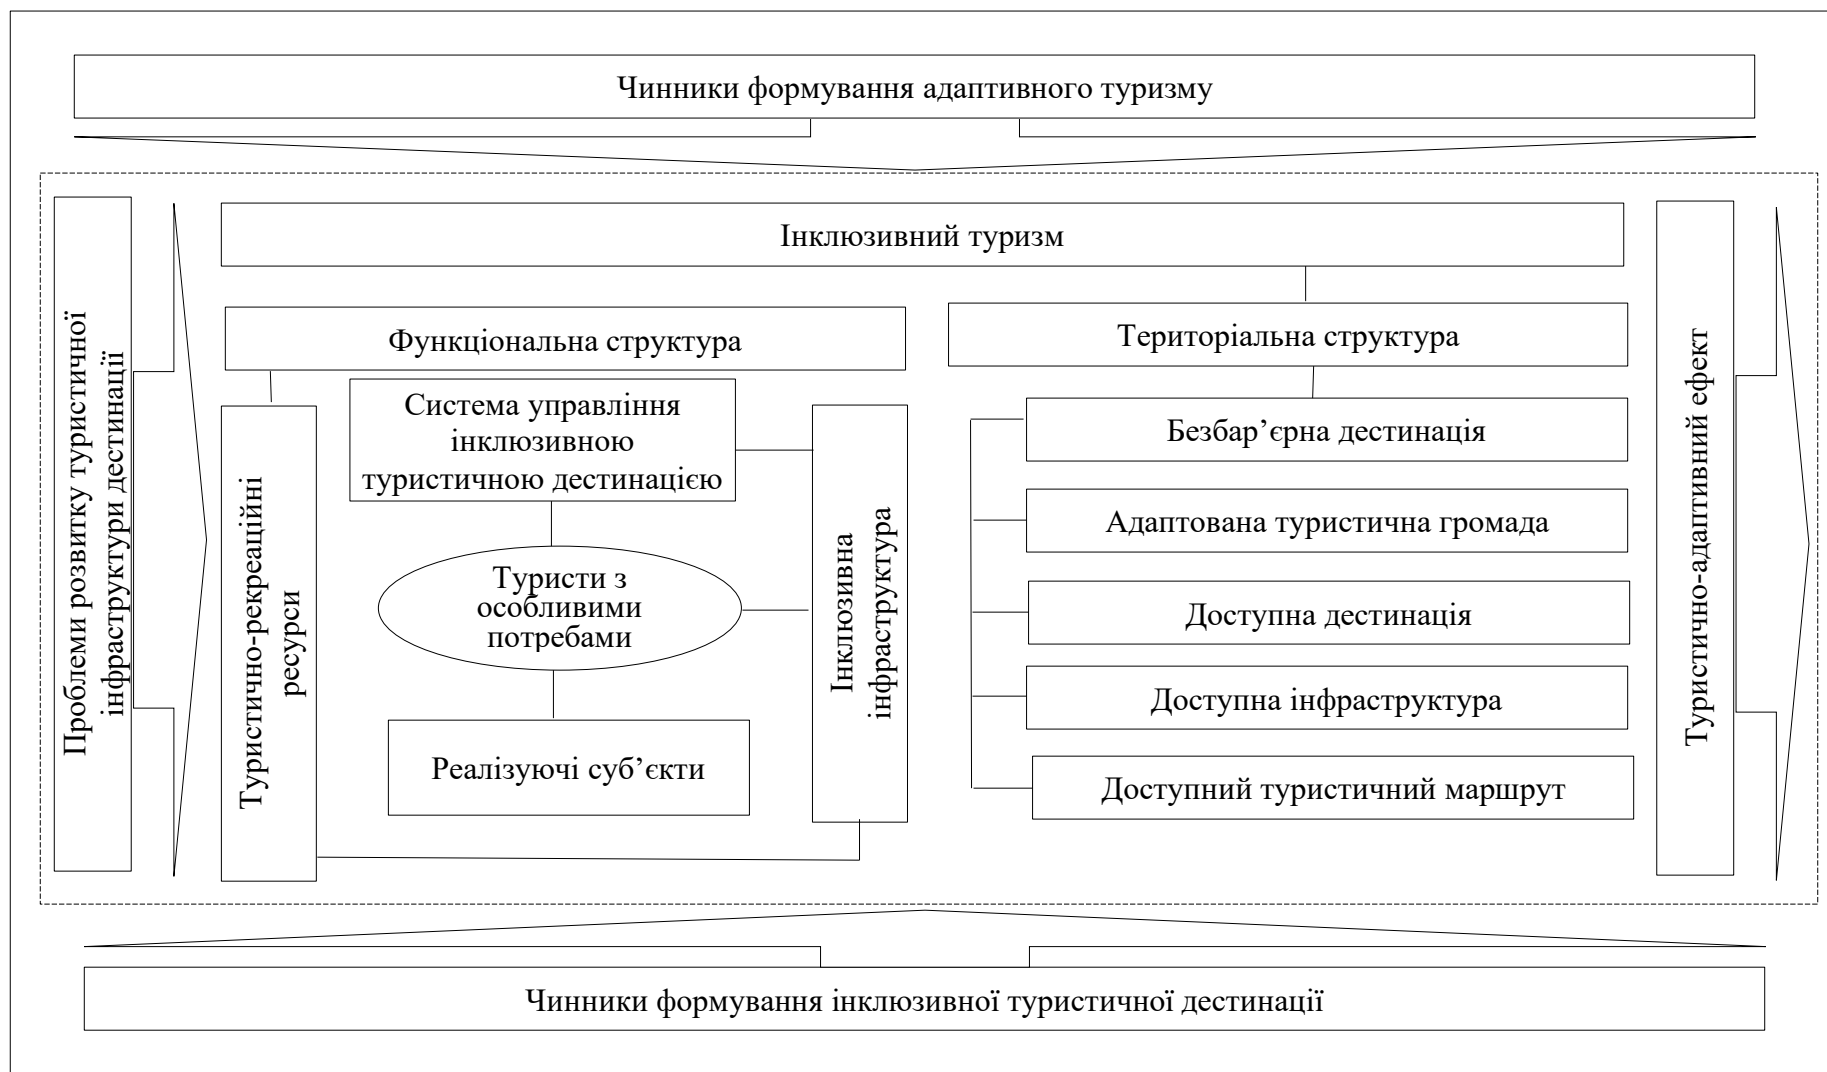 Чинники формування адаптивного туризму
Проблеми розвитку туристичної
інфраструктури дестинації
Інклюзивний туризм
Функціональна структура
Туристично-рекреаційні
ресурси
Система управління
інклюзивною
туристичною дестинацією
Туристи з
особливими
потребами
Реалізуючі суб’єкти
Інклюзивна
інфраструктура
Територіальна структура
Безбар’єрна дестинація
Адаптована туристична громада
Доступна дестинація
Доступна інфраструктура
Доступний туристичний маршрут
Туристично-адаптивний ефект
Чинники формування інклюзивної туристичної дестинації